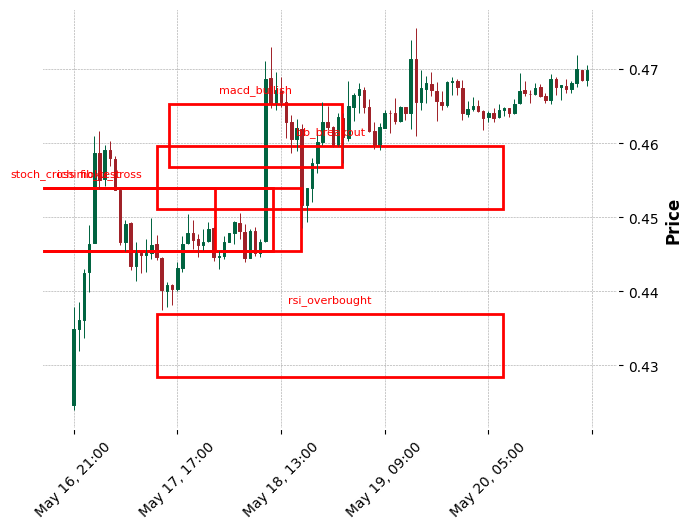 0.47
macd_bullish
bb_breakout
0.46
0.45
0.44
rsi_overbought
0.43
Price
May 16, 21:00
May 17, 17:00
May 18, 13:00
May 19, 09:00
May 20, 05:00